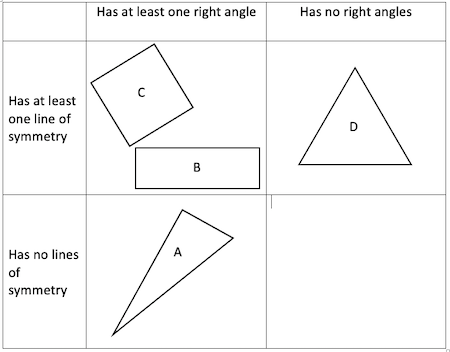 Has at least one right angle
Has no right angles
Has at least
one line of
symmetry
C
B
D
Has no lines
of
symmetry
A